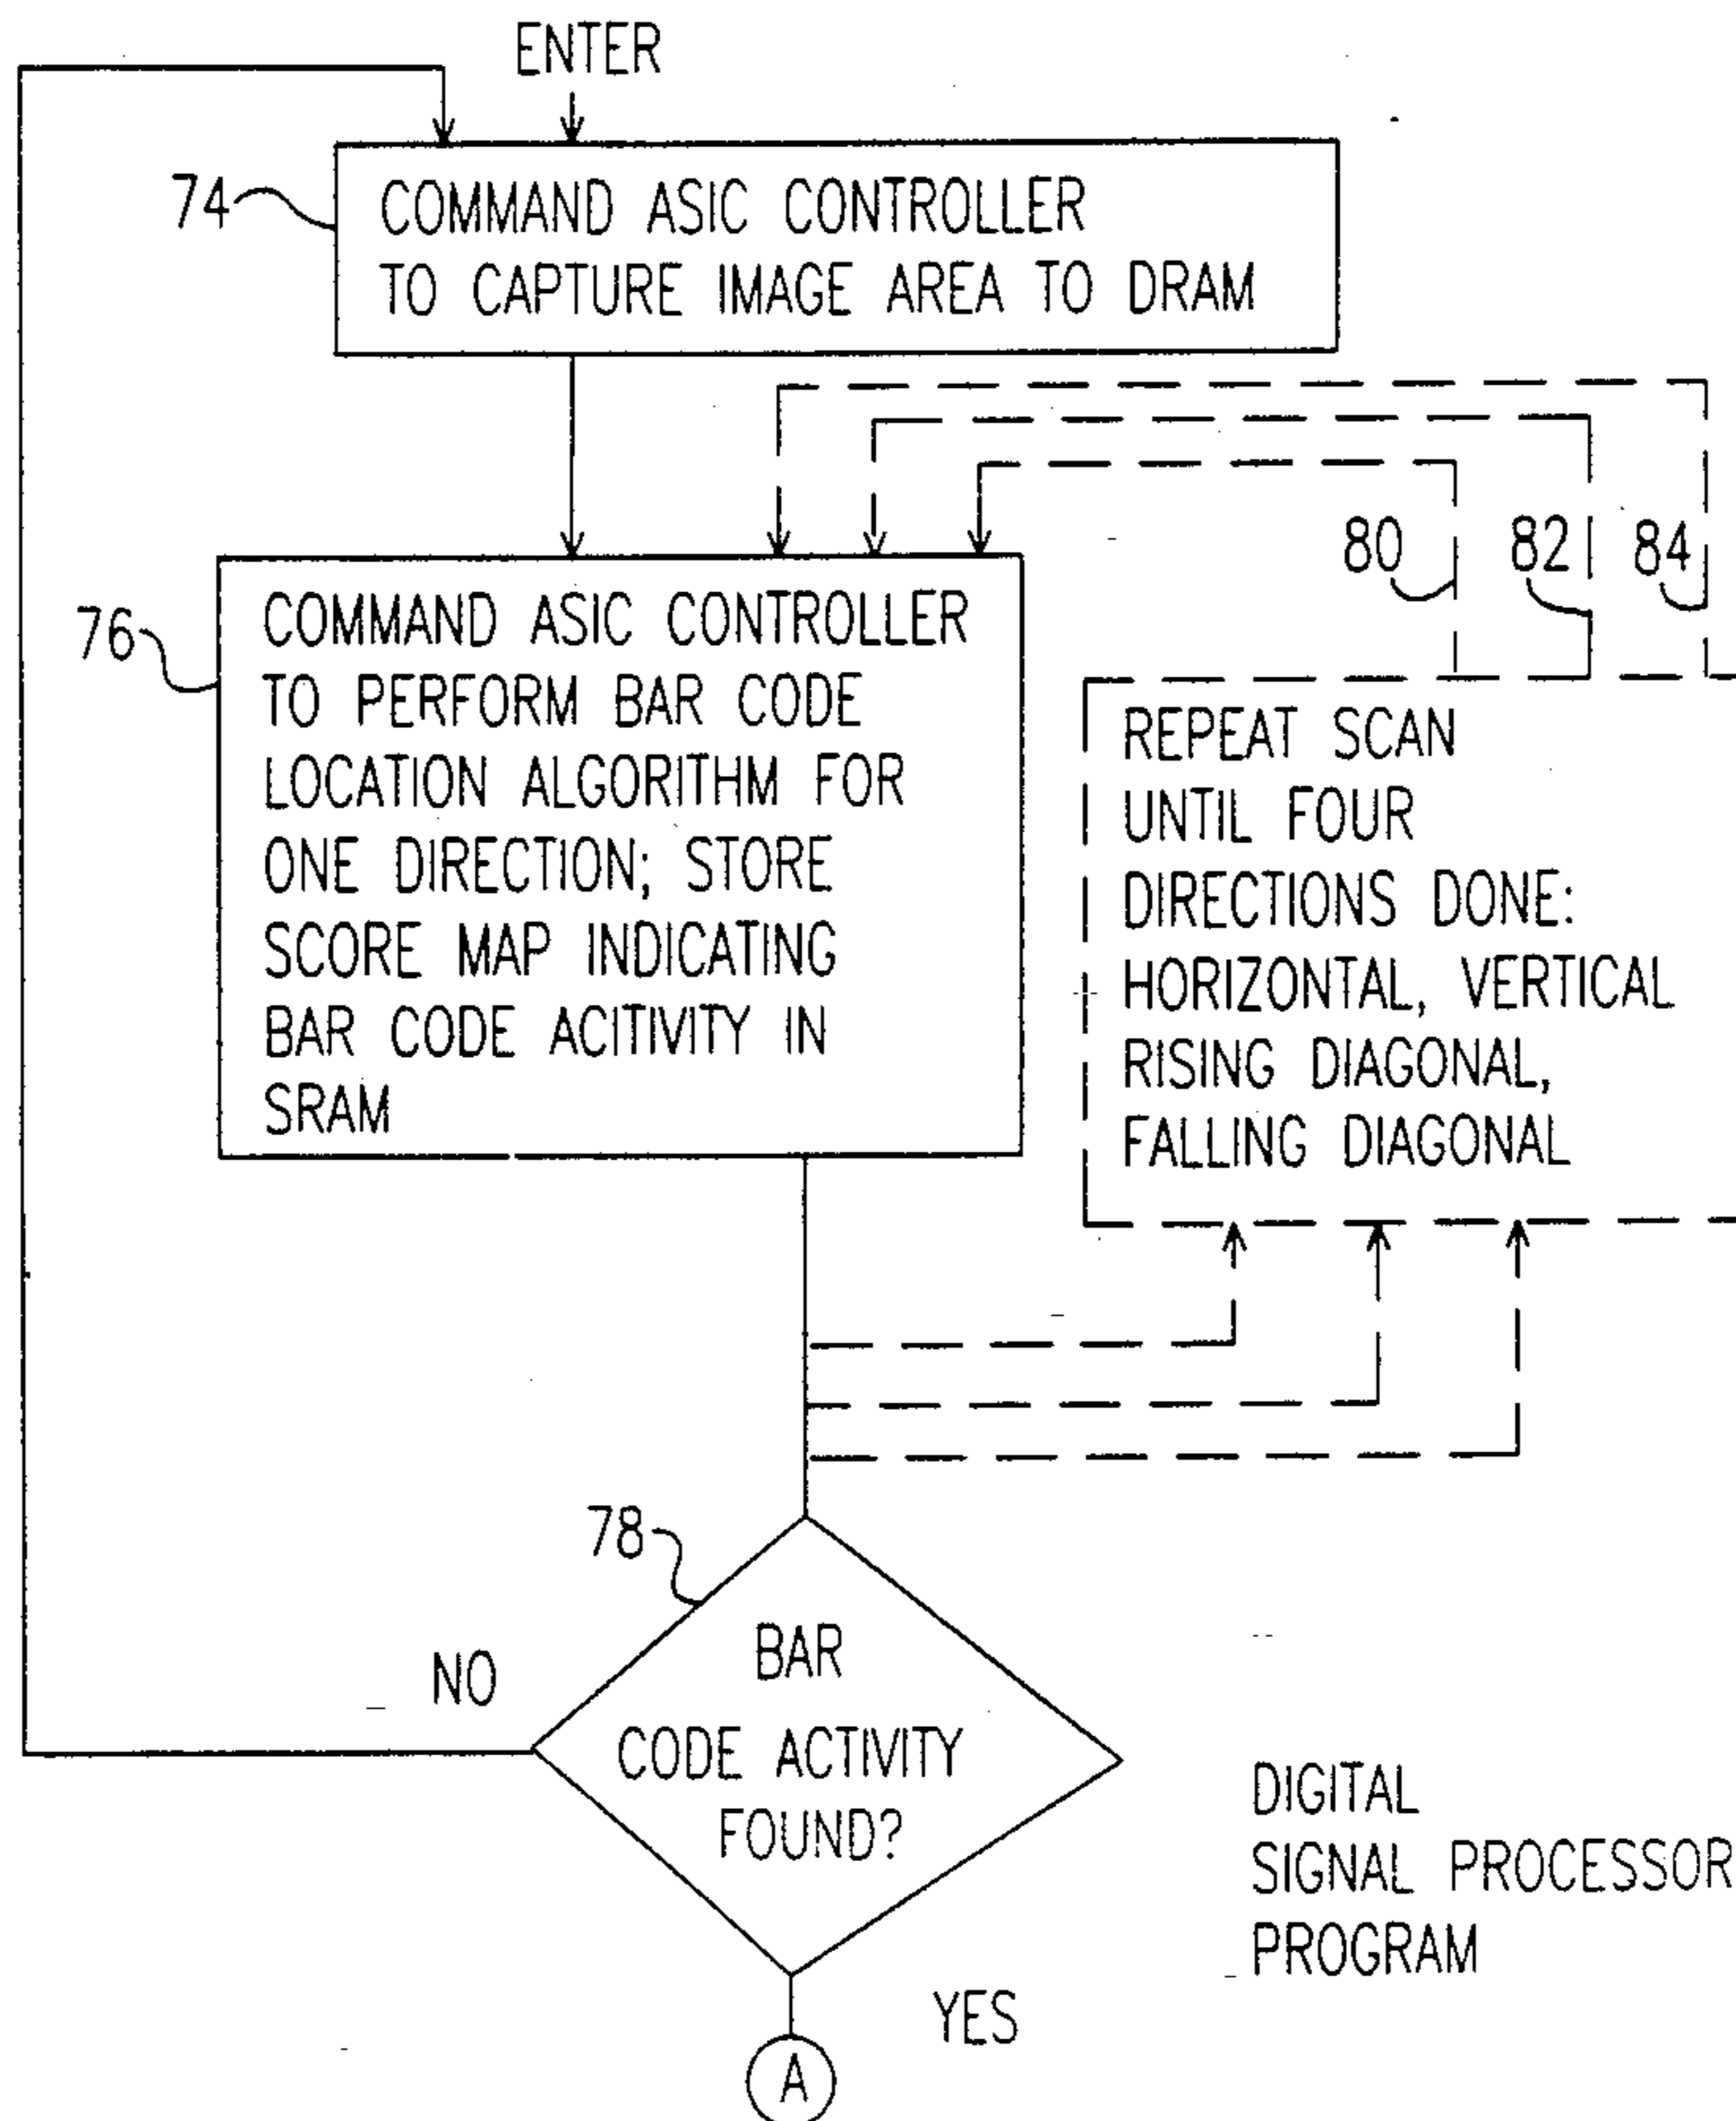 ENTER
74
COMMAND ASIC CONTROLLER
TO CAPTURE IMAGE AREA TO DRAM
80
82
84
76
COMMAND ASIC CONTROLLER
TO PERFORM BAR CODE
LOCATION ALGORITHM FOR
ONE DIRECTION; STORE
SCORE MAP INDICATING
BAR CODE ACITIVITY IN
SRAM
REPEAT SCAN
UNTIL FOUR
DIRECTIONS DONE:
HORIZONTAL, VERTICAL
RISING DIAGONAL,
FALLING DIAGONAL
78
BAR
CODE ACTIVITY
FOUND?
NO
YES
DIGITAL
SIGNAL PROCESSOR
PROGRAM
A